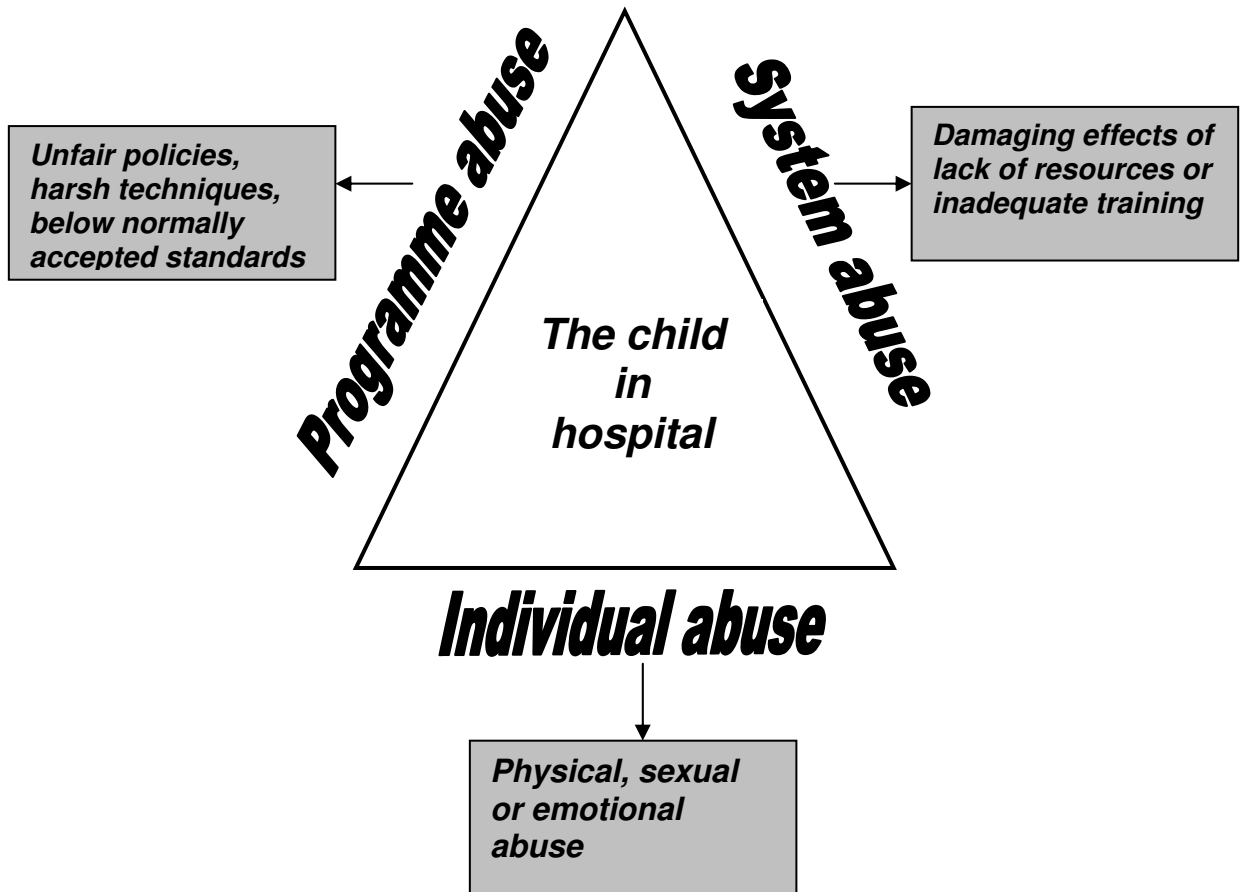 Programme abuse
System abuse
Unfair policies,
harsh techniques,
below normally
accepted standards
Damaging effects of
lack of resources or
inadequate training
The child
in
hospital
Individual abuse
Physical, sexual
or emotional
abuse